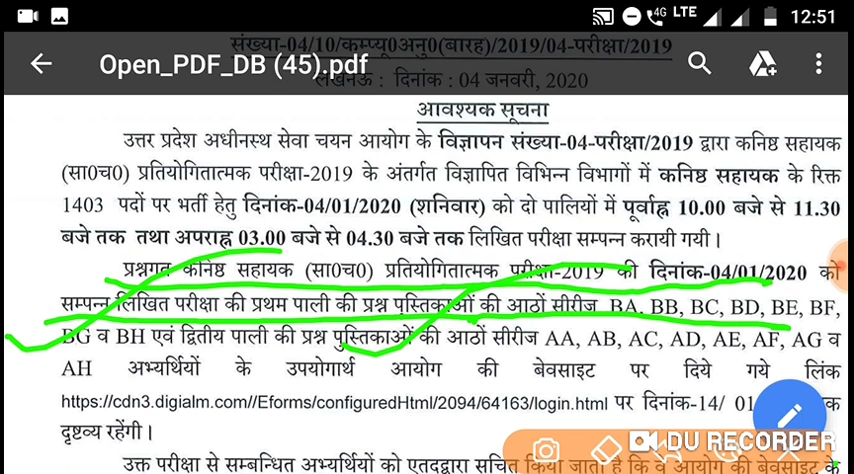 4G LTE 12:51
संख्या-04/10/कम्प्यू0अनु0(बारह)/2019/04-परीक्षा/2019
Open_PDF_DB (45).pdf
लखनऊ : दिनांक : 04 जनवरी, 2020
आवश्यक सूचना
उत्तर प्रदेश अधीनस्थ सेवा चयन आयोग के विज्ञापन संख्या-04-परीक्षा/2019 द्वारा कनिष्ठ सहायक
(सा0च0) प्रतियोगितात्मक परीक्षा-2019 के अंतर्गत विज्ञापित विभिन्न विभागों में कनिष्ठ सहायक के रिक्त
1403 पदों पर भर्ती हेतु दिनांक-04/01/2020 (शनिवार) को दो पालियों में पूर्वाह्न 10.00 बजे से 11.30
बजे तक तथा अपराह्न 03.00 बजे से 04.30 बजे तक लिखित परीक्षा सम्पन्न करायी गयी।
प्रश्नगत कनिष्ठ सहायक (सा0च0) प्रतियोगितात्मक परीक्षा-2019 की दिनांक-04/01/2020 को
सम्पन्न लिखित परीक्षा की प्रथम पाली की प्रश्न पुस्तिकाओं की आठों सीरीज BA, BB, BC, BD, BE, BF,
BG व BH एवं द्वितीय पाली की प्रश्न पुस्तिकाओं की आठों सीरीज AA, AB, AC, AD, AE, AF, AG व
AH अभ्यर्थियों के उपयोगार्थ आयोग की बेवसाइट पर दिये गये लिंक
https://cdn3.digialm.com//Eforms/configuredHtml/2094/64163/login.html पर दिनांक-14/ 01
दृष्टव्य रहेंगी।
DU RECORDER
उक्त परीक्षा से सम्बन्धित अभ्यर्थियों को एतद्द्वारा सूचित किया जाता है कि वे आयोग की वेबसाइट के